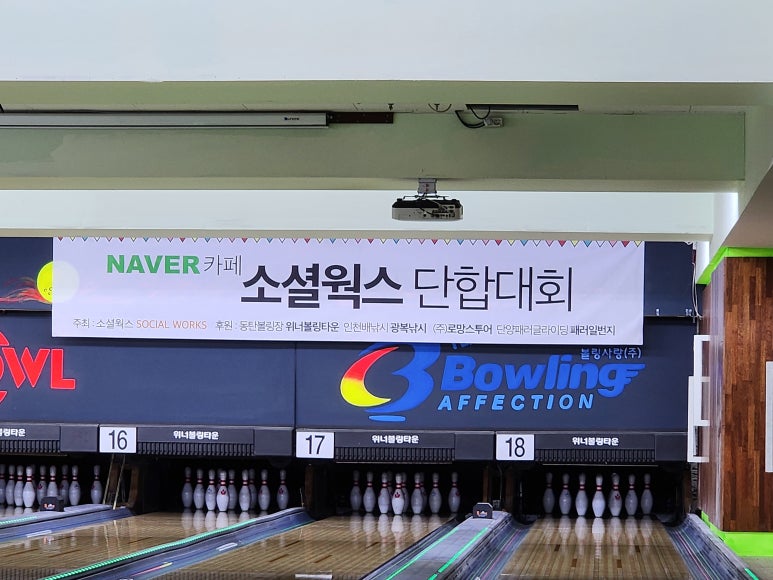 NAVER 카페
소셜웍스 단합대회
주최 : 소셜웍스 SOCIAL WORKS 후원 : 동탄볼링장 위너볼링타운 인천배낚시 광복낚시 (주)로망스투어 단양패러글라이딩 패러일번지
볼링사랑(주)
Bowling
AFFECTION
OWL
볼링타운
16
위너볼링타운
17
위너볼링타운
18
위너볼링타운